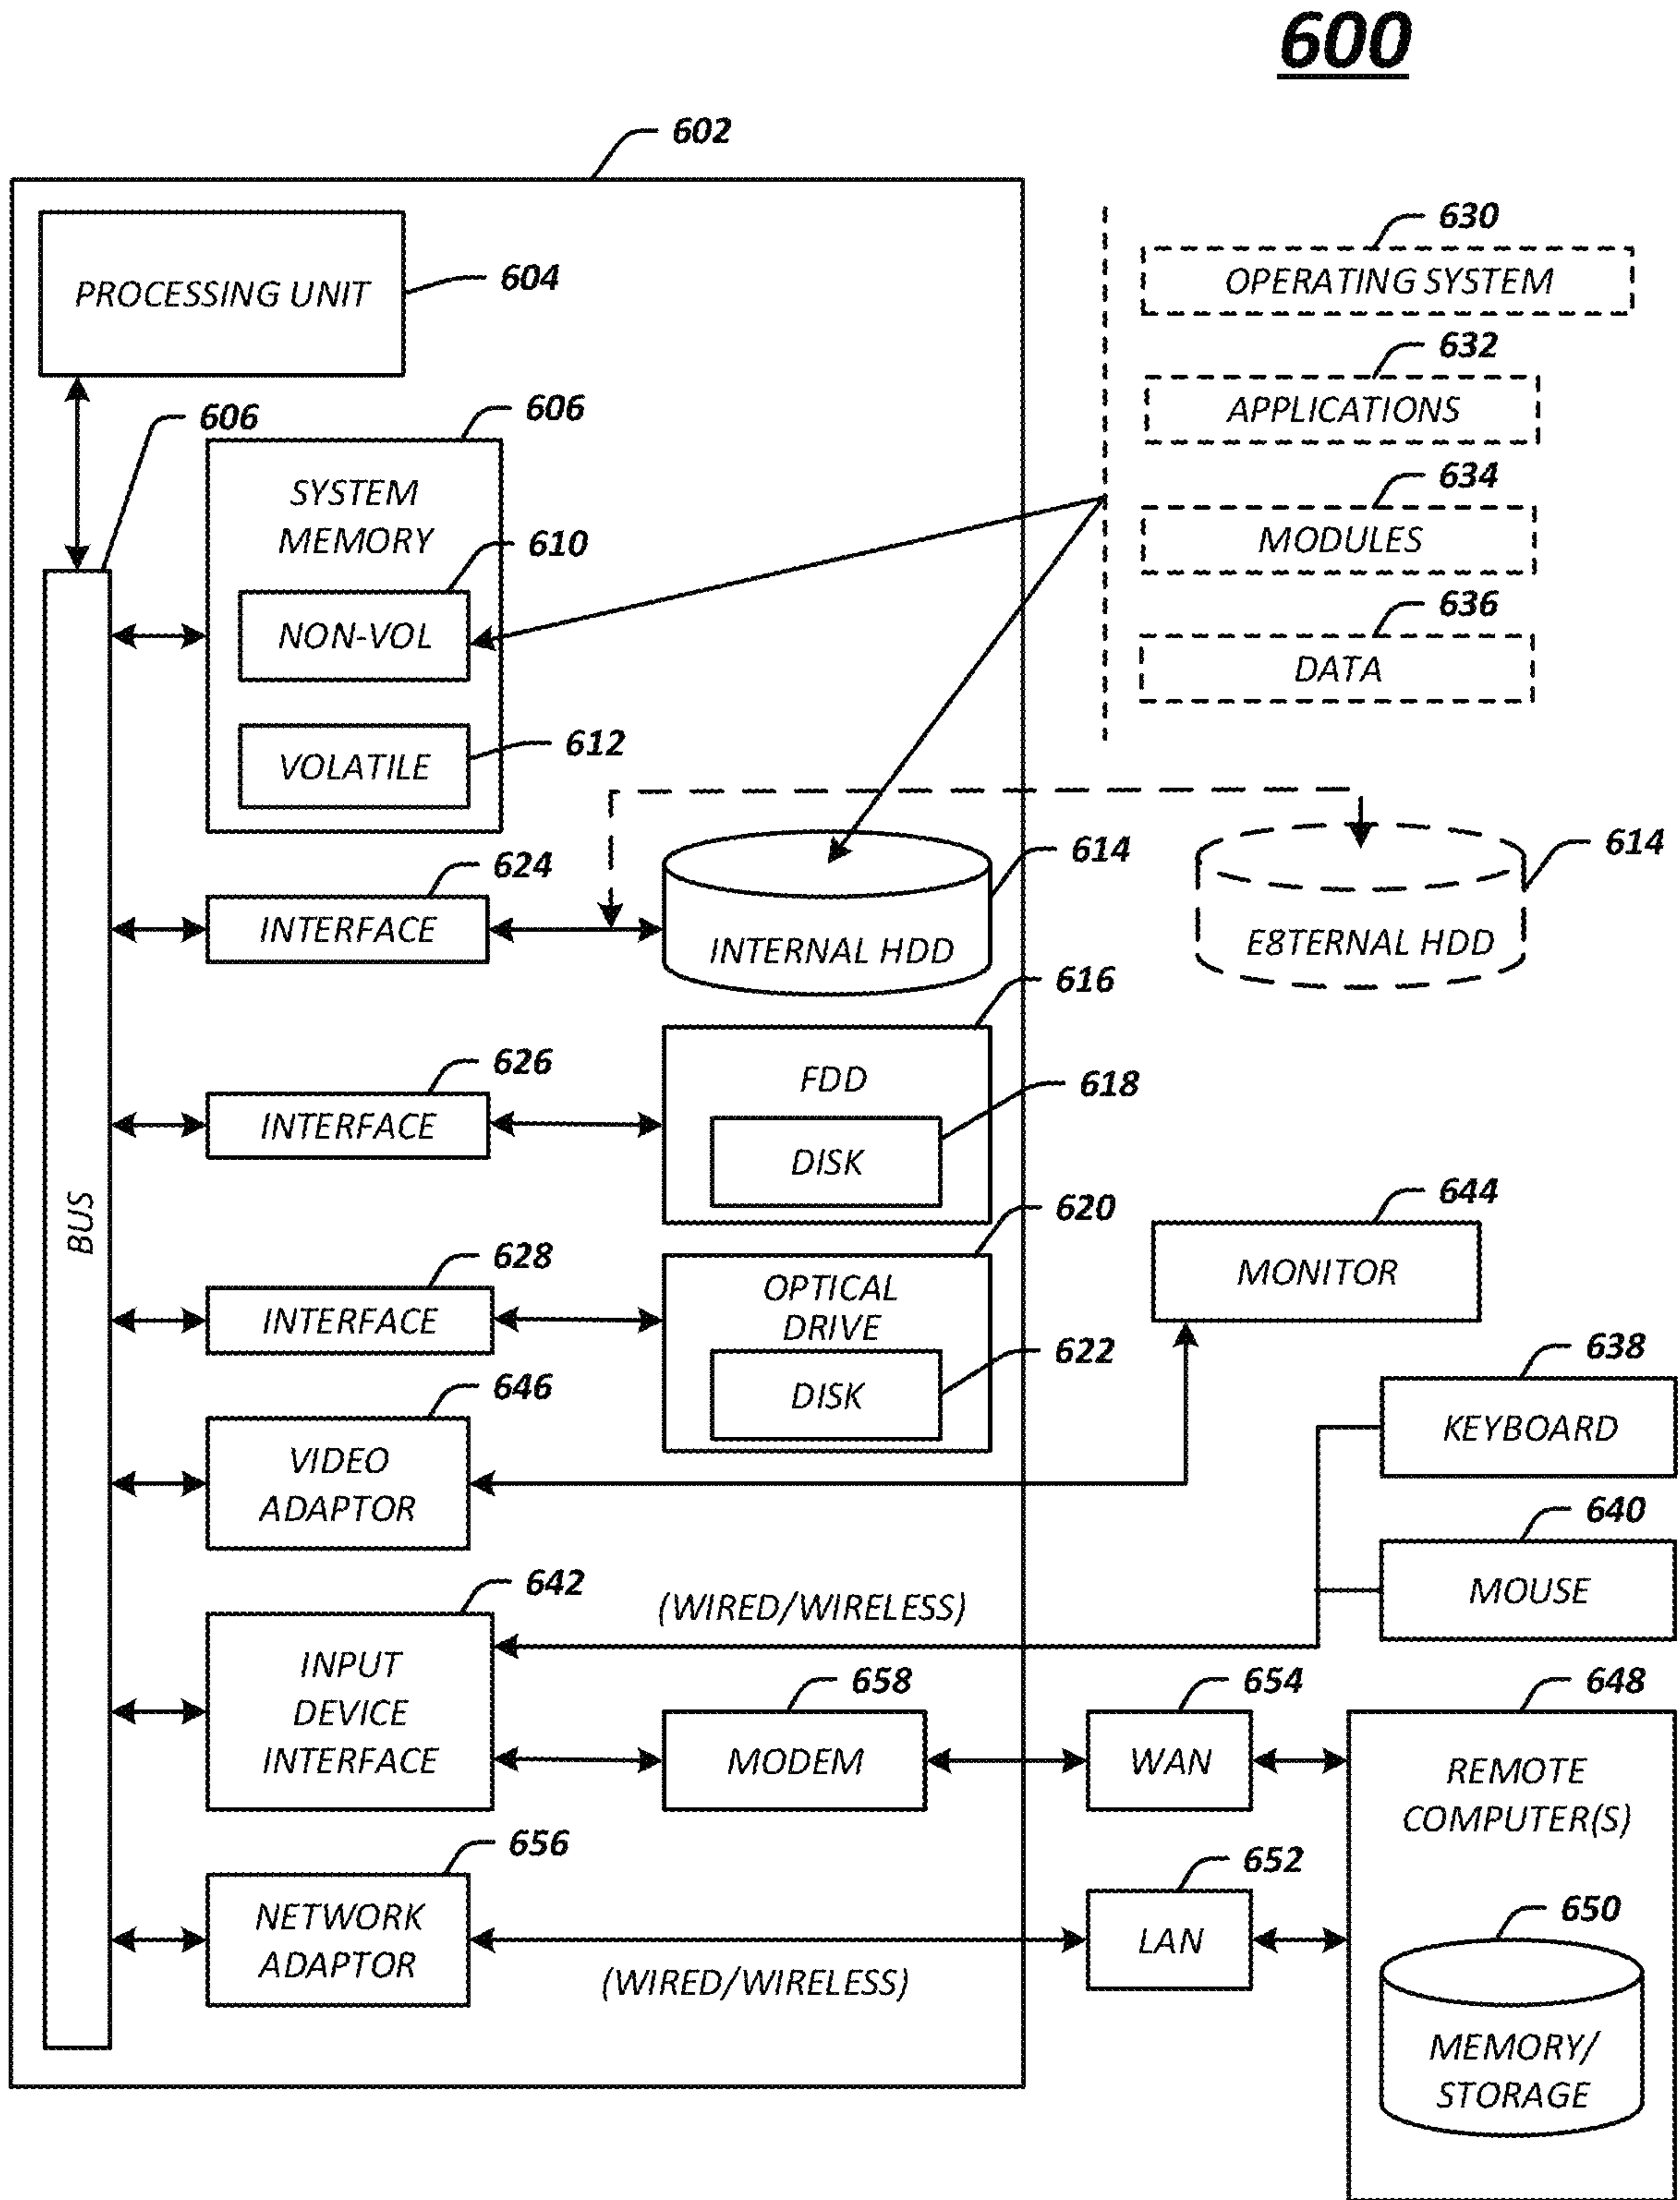 600
602
PROCESSING UNIT
604
630
OPERATING SYSTEM
632
APPLICATIONS
606
606
SYSTEM
MEMORY
634
MODULES
610
NON-VOL
636
DATA
612
VOLATILE
624
INTERFACE
614
INTERNAL HDD
614
E8TERNAL HDD
616
FDD
626
INTERFACE
618
DISK
BUS
620
OPTICAL
DRIVE
644
MONITOR
628
INTERFACE
622
DISK
638
KEYBOARD
646
VIDEO
ADAPTOR
640
MOUSE
642
INPUT
DEVICE
INTERFACE
(WIRED/WIRELESS)
658
MODEM
654
WAN
648
REMOTE
COMPUTER(S)
656
NETWORK
ADAPTOR
(WIRED/WIRELESS)
652
LAN
650
MEMORY/
STORAGE